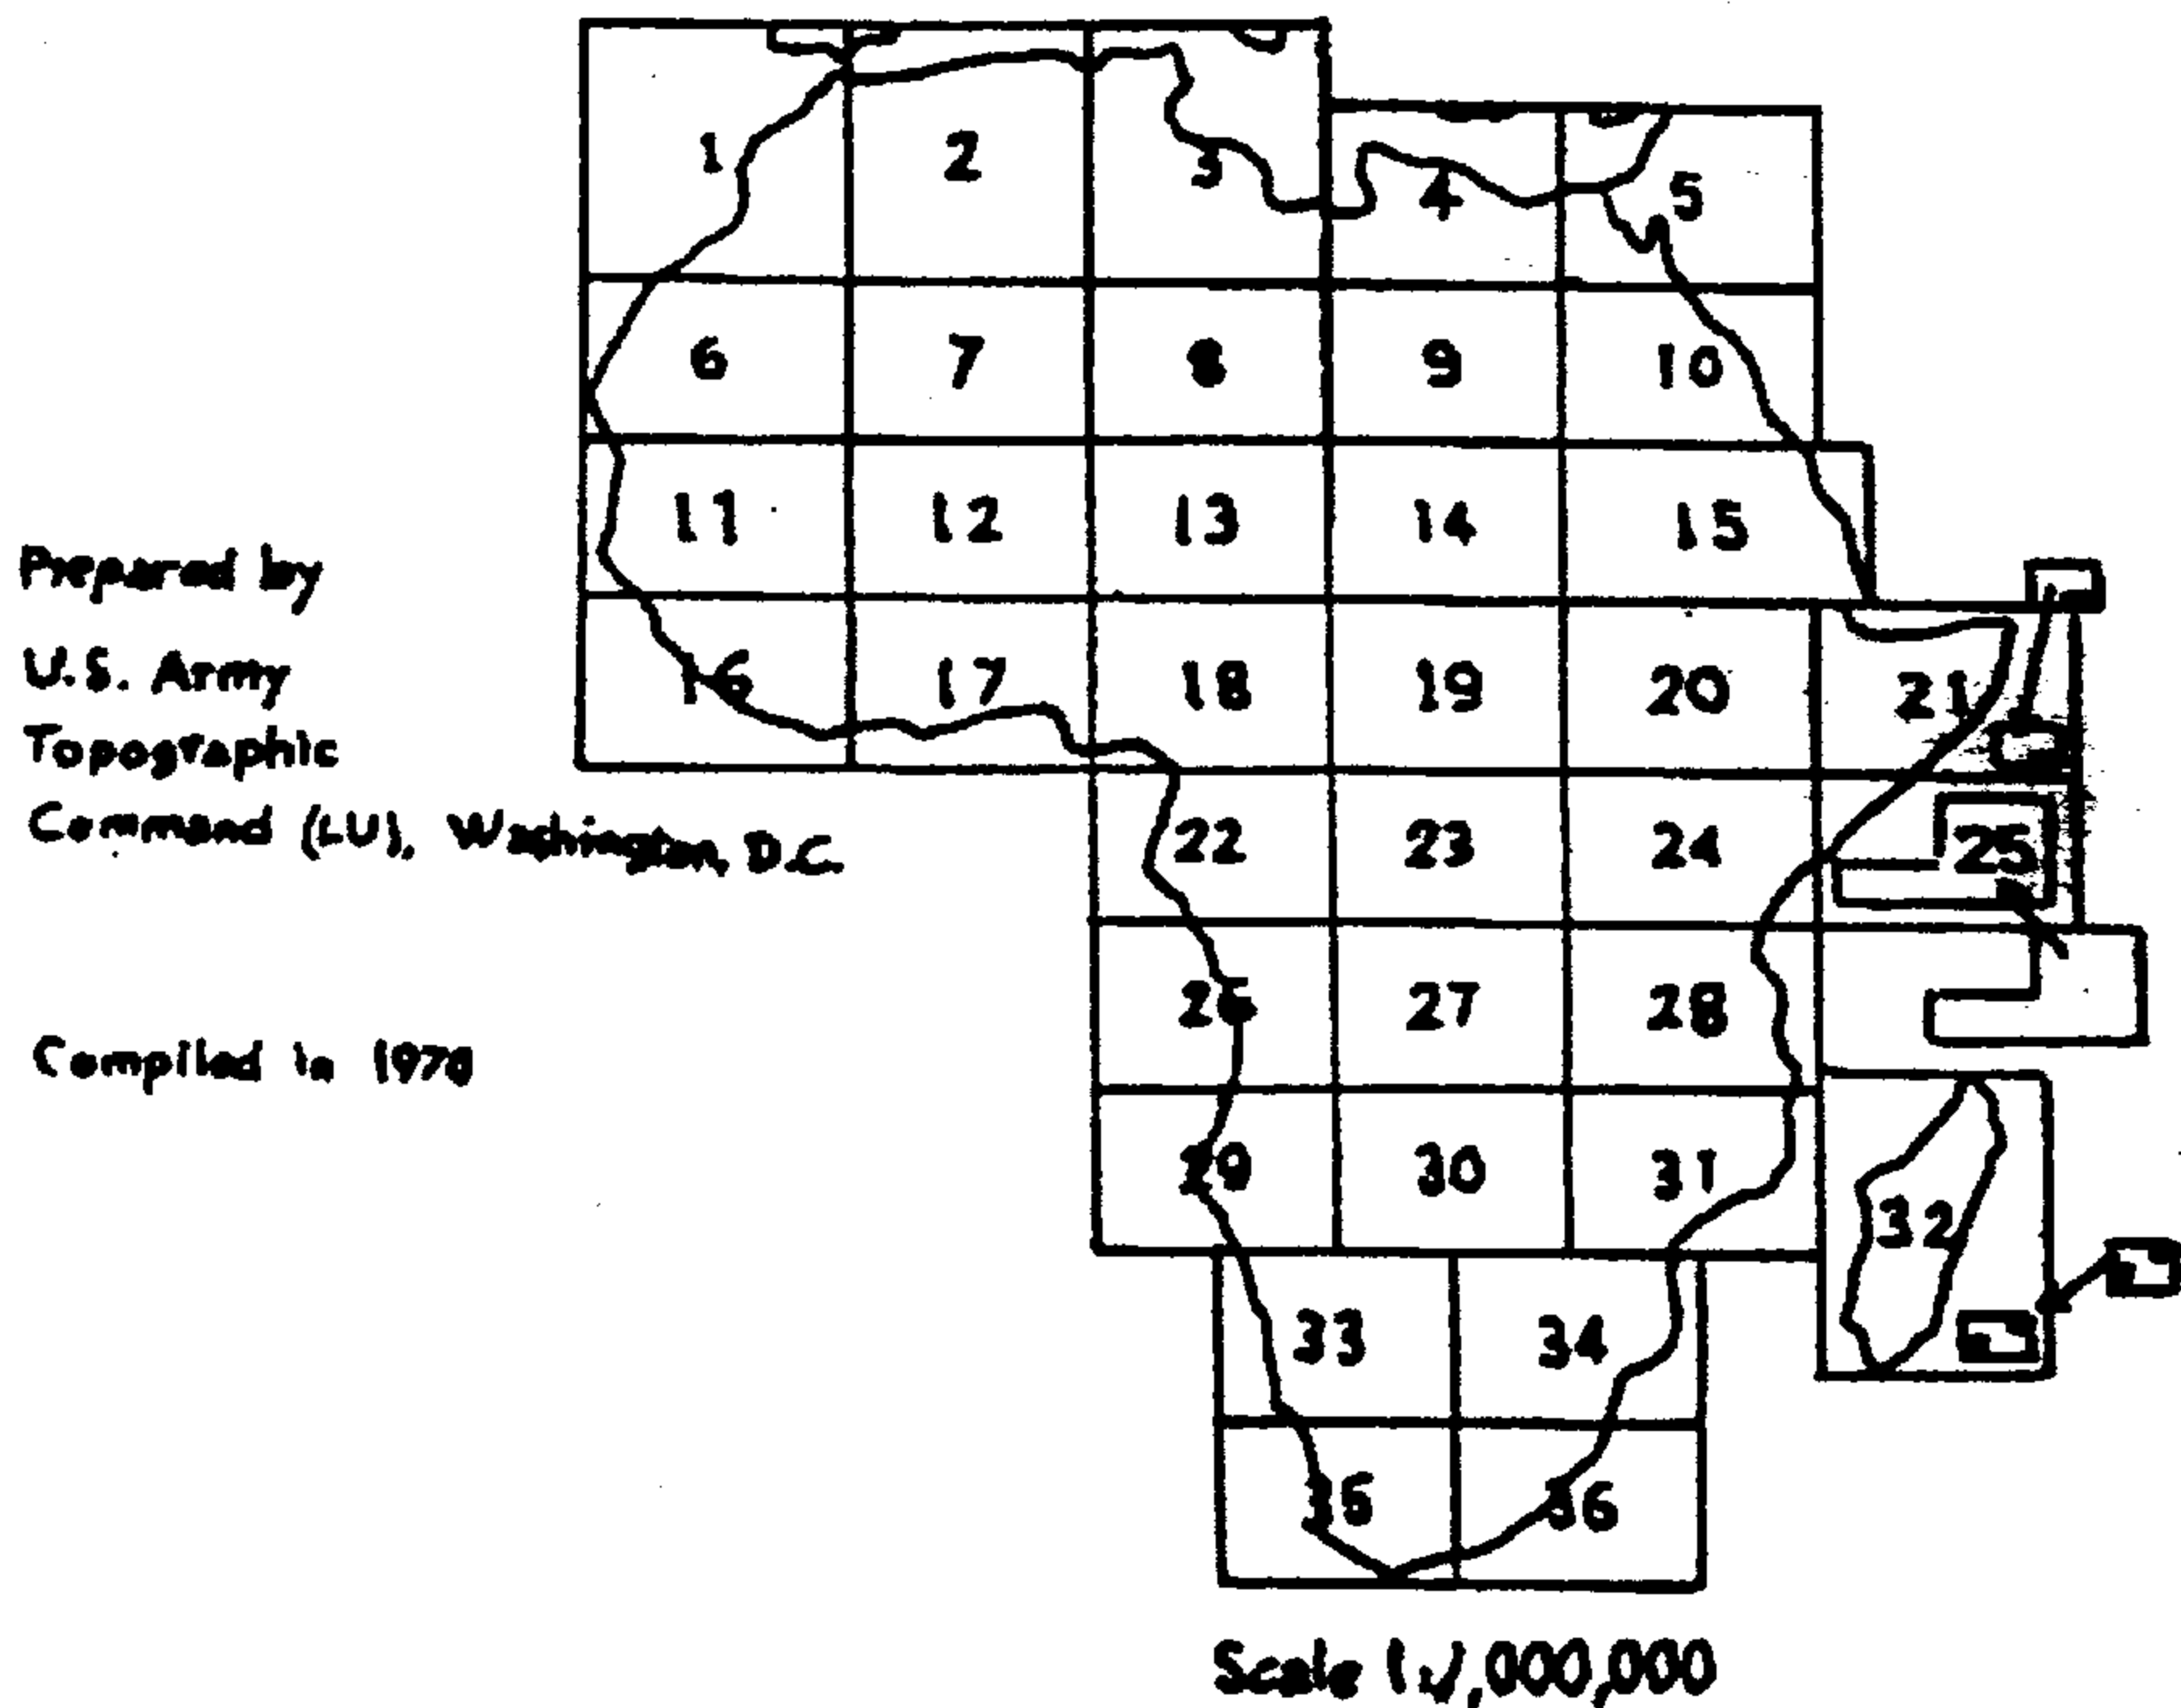 1 2 3 4 5
6 7 8 9 10
11 12 13 14 15
16 17 18 19 20 21
22 23 24 25
26 27 28
29 30 31 32
33 34
35 36
Prepared by
U.S. Army
Topographic
Command (LU), Washington, D.C.
Compiled in 1970
Scale ,000,000